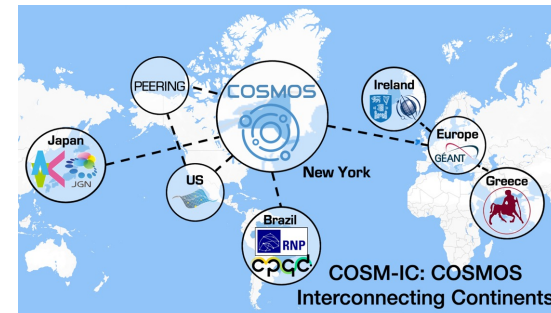 PEERING
COSMOS
New York
Ireland
Europe
GÉANT
Greece
Japan
JGN
US
Brazil
RNP
cpqd
COSM-IC: COSMOS
Interconnecting Continents